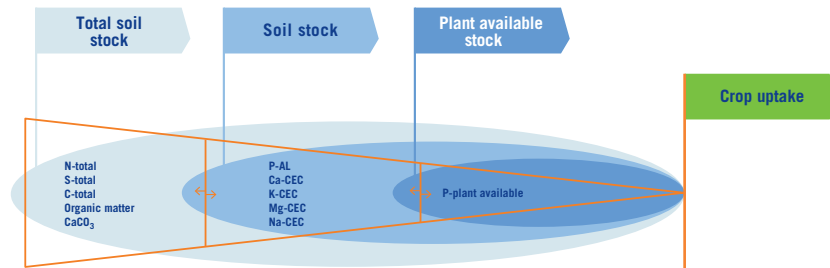 Total soil
stock
Soil stock
Plant available
stock
Crop uptake
N-total
S-total
C-total
Organic matter
CaCO₃
P-AL
Ca-CEC
K-CEC
Mg-CEC
Na-CEC
P-plant available